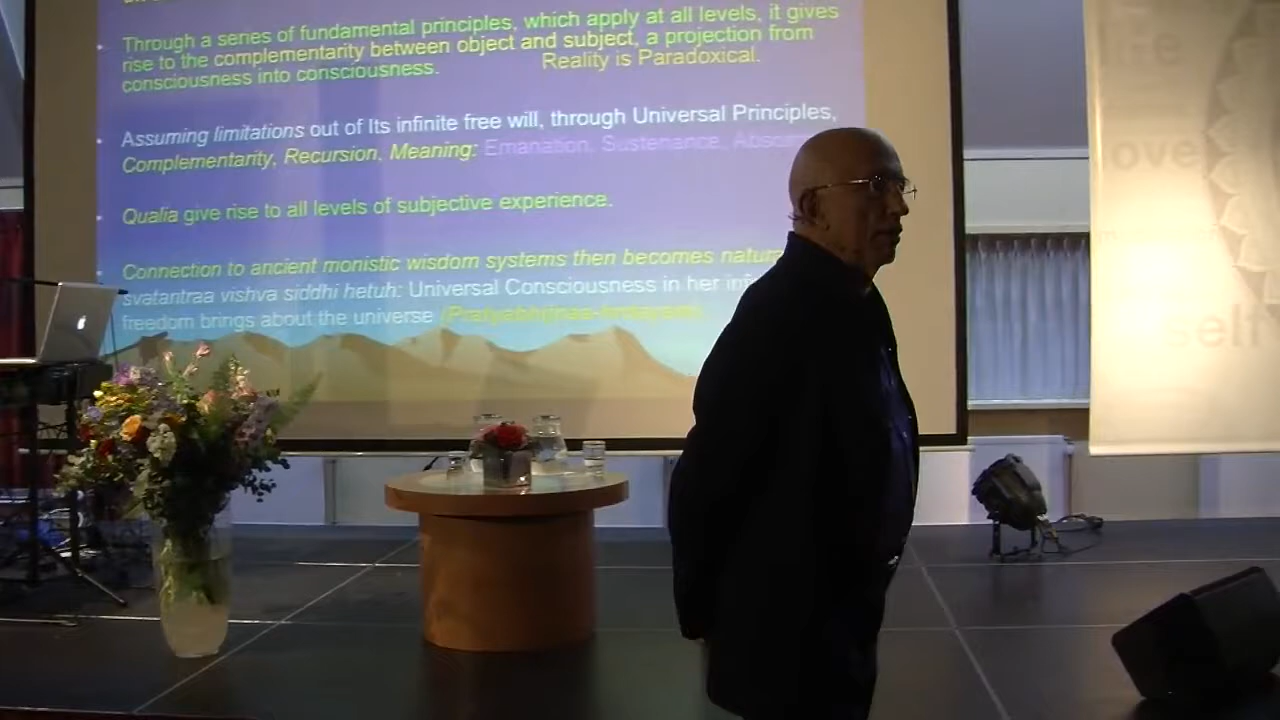 Through a series of fundamental principles, which apply at all levels, it gives
rise to the complementarity between object and subject, a projection from
consciousness into consciousness. Reality is Paradoxical.
Assuming limitations out of Its infinite free will, through Universal Principles,
Complementarity, Recursion, Meaning: Emanation, Sustenance,
Qualia give rise to all levels of subjective experience.
Connection to ancient monistic wisdom systems then becomes
svatantraa vishva siddhi hetuh: Universal Consciousness in her
freedom brings about the universe
life
love
self